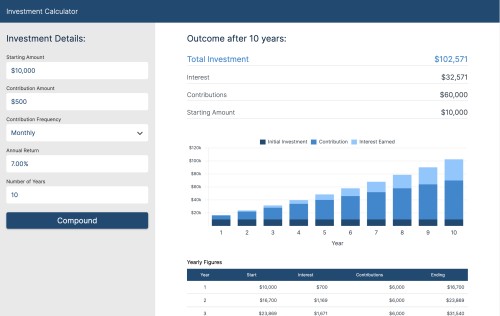 Investment Calculator
Investment Details:
Starting Amount
$10,000
Contribution Amount
$500
Contribution Frequency
Monthly
Annual Return
7.00%
Number of Years
10
Compound
Outcome after 10 years:
Total Investment $102,571
Interest $32,571
Contributions $60,000
Starting Amount $10,000
Initial Investment Contribution Interest Earned
$120k
$100k
$80k
$60k
$40k
$20k
1 2 3 4 5 6 7 8 9 10
Year
Yearly Figures
Year Start Interest Contributions Ending
1 $10,000 $700 $6,000 $16,700
2 $16,700 $1,169 $6,000 $23,869
3 $23,869 $1,671 $6,000 $31,540